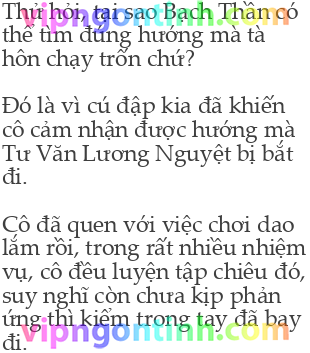 Thử hỏi, tại sao Bạch Thần có
thể tìm đúng hướng mà tà
hôn chạy trốn chứ?
Đó là vì cú đập kia đã khiến
cô cảm nhận được hướng mà
Tư Văn Lương Nguyệt bị bắt
đi.
Cô đã quen với việc chơi dao
lắm rồi, trong rất nhiều nhiệm
vụ, cô đều luyện tập chiêu đó,
suy nghĩ còn chưa kịp phản
ứng thì kiếm trong tay đã bay
đi.
vipngontinh.com
vipngontinh.com